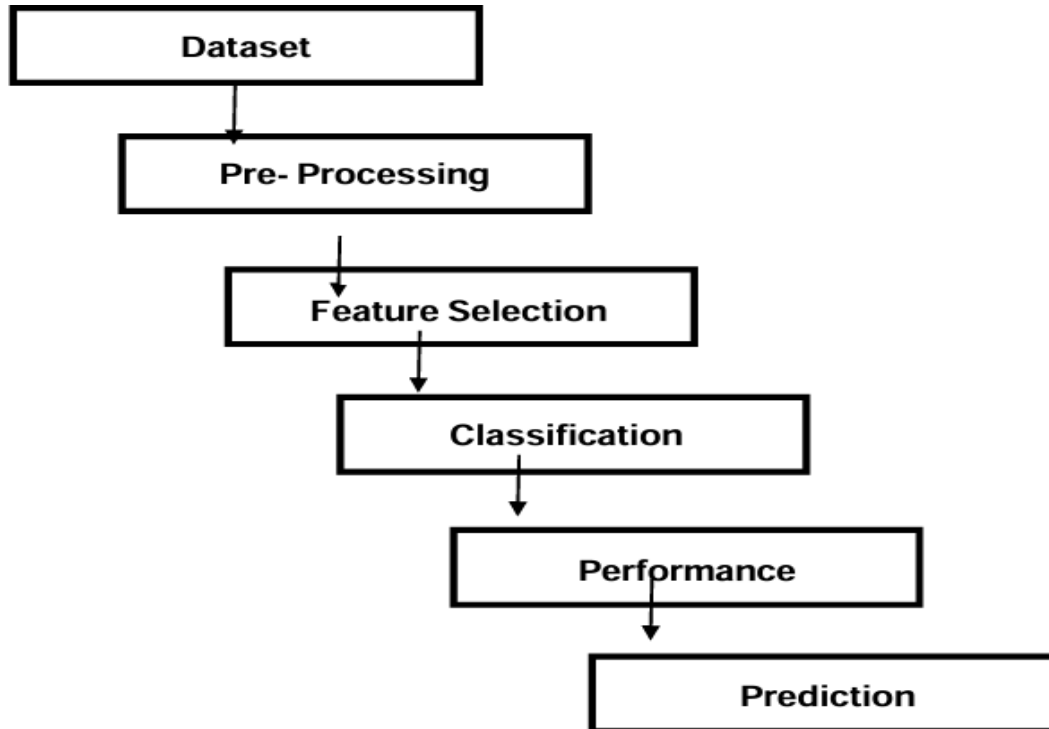 Dataset
Pre- Processing
Feature Selection
Classification
Performance
Prediction